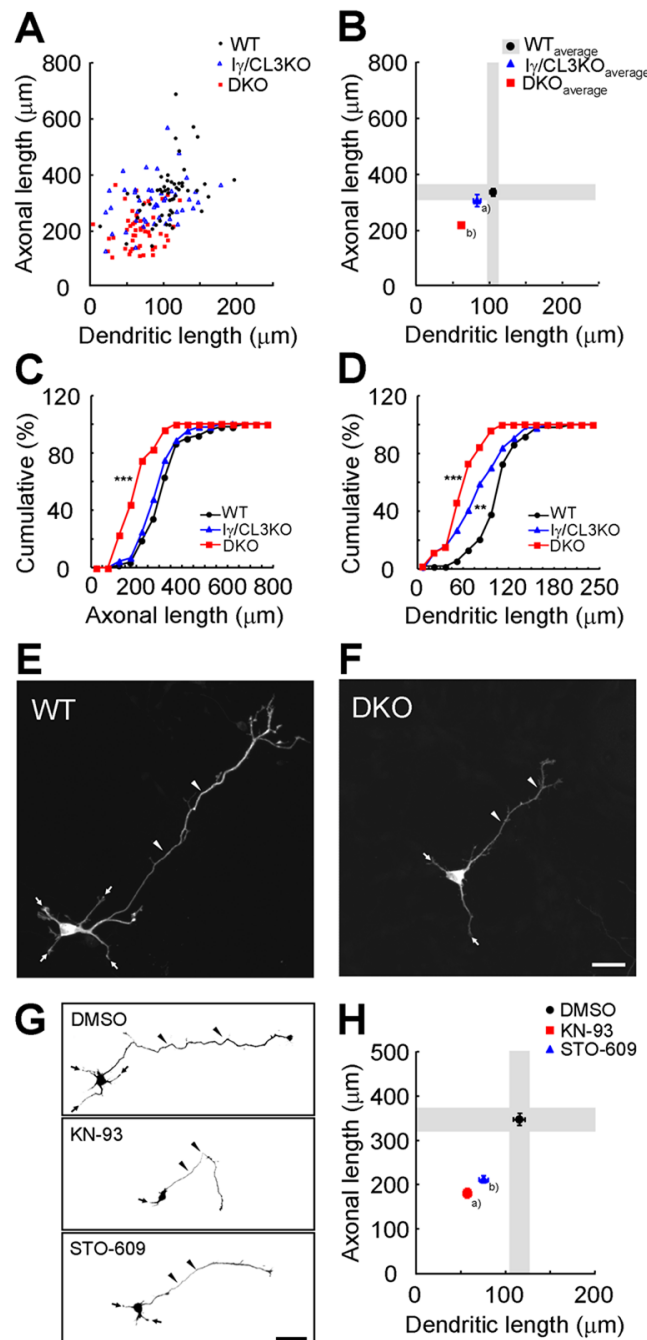 A
WT
Iγ/CL3KO
DKO
Axonal length (μm)
800
600
400
200
0
0 100 200
Dendritic length (μm)
B
WTaverage
Iγ/CL3KOaverage
DKOaverage
Axonal length (μm)
800
600
400
200
0
a)
b)
0 100 200
Dendritic length (μm)
C
Cumulative (%)
120
80
40
0
***
WT
Iγ/CL3KO
DKO
0 200 400 600 800
Axonal length (μm)
D
Cumulative (%)
120
80
40
0
***
**
WT
Iγ/CL3KO
DKO
0 60 120 180 240
Dendritic length (μm)
E
WT
F
DKO
G
DMSO
KN-93
STO-609
H
DMSO
KN-93
STO-609
Axonal length (μm)
500
400
300
200
100
0
b)
a)
0 100 200
Dendritic length (μm)